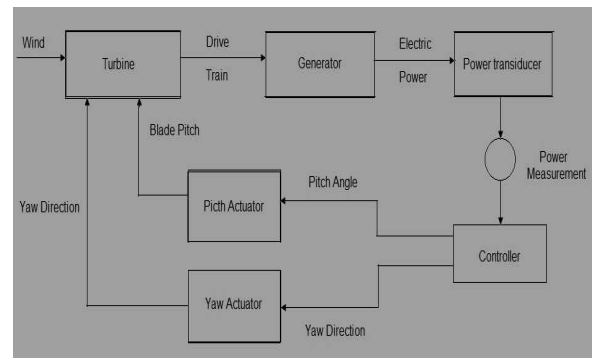 Wind
Turbine
Drive
Train
Generator
Electric
Power
Power transiducer
Blade Pitch
Power
Measurement
Pitch Angle
Picth Actuator
Yaw Direction
Controller
Yaw Actuator
Yaw Direction